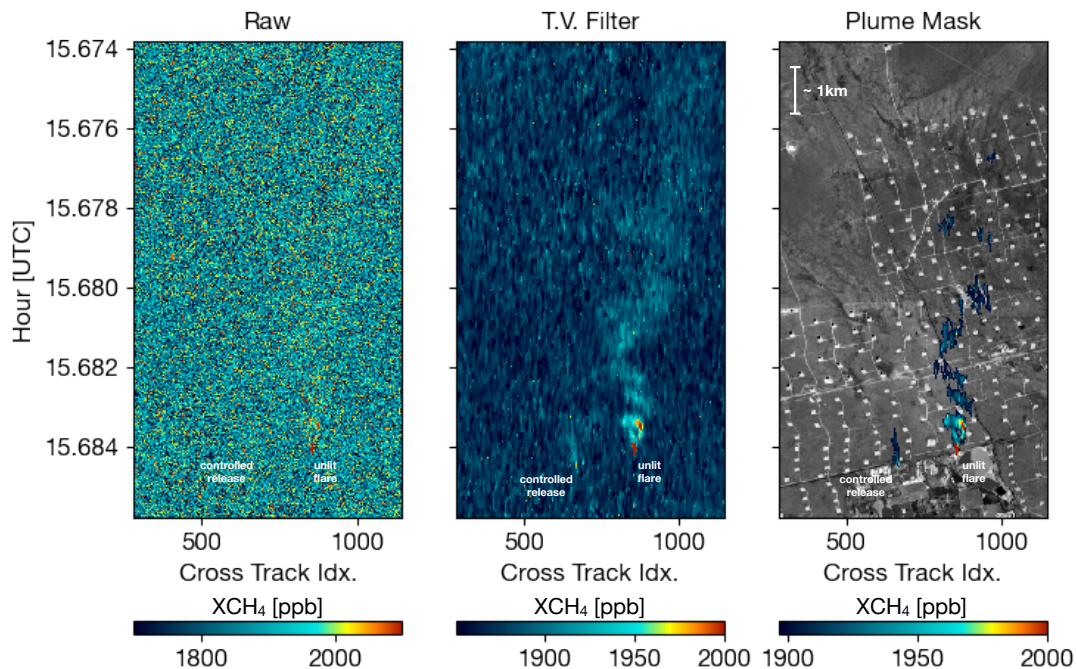 Raw
T.V. Filter
Plume Mask
Hour [UTC]
15.674
15.676
15.678
15.680
15.682
15.684
~ 1km
controlled
release
unlit
flare
controlled
release
unlit
flare
controlled
release
unlit
flare
500 1000
500 1000
500 1000
Cross Track Idx.
Cross Track Idx.
Cross Track Idx.
XCH₄ [ppb]
XCH₄ [ppb]
XCH₄ [ppb]
1800 2000
1900 1950 2000
1900 1950 2000